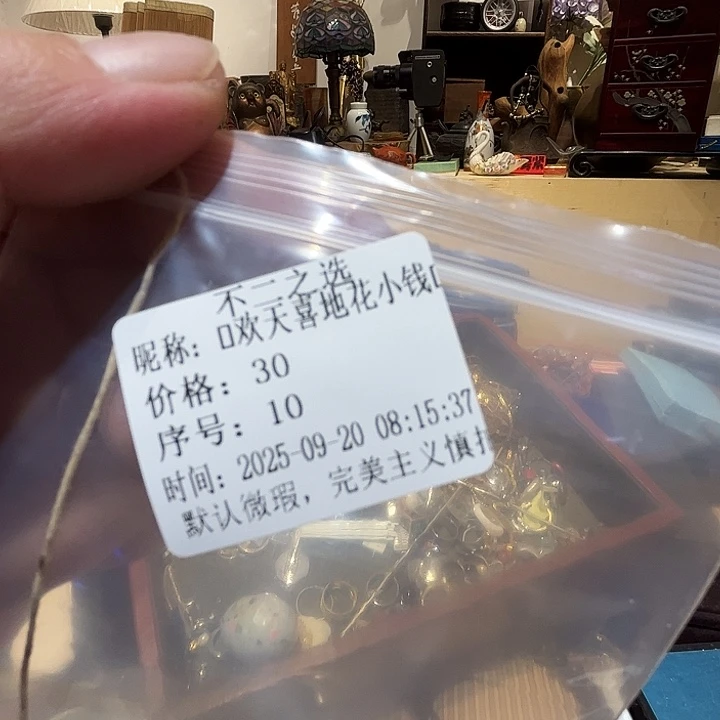 不二之选
昵称：▯欢天喜地花小钱▯
价格：30
序号：10
时间：2025-09-20 08:15:37
默认微瑕，完美主义慎